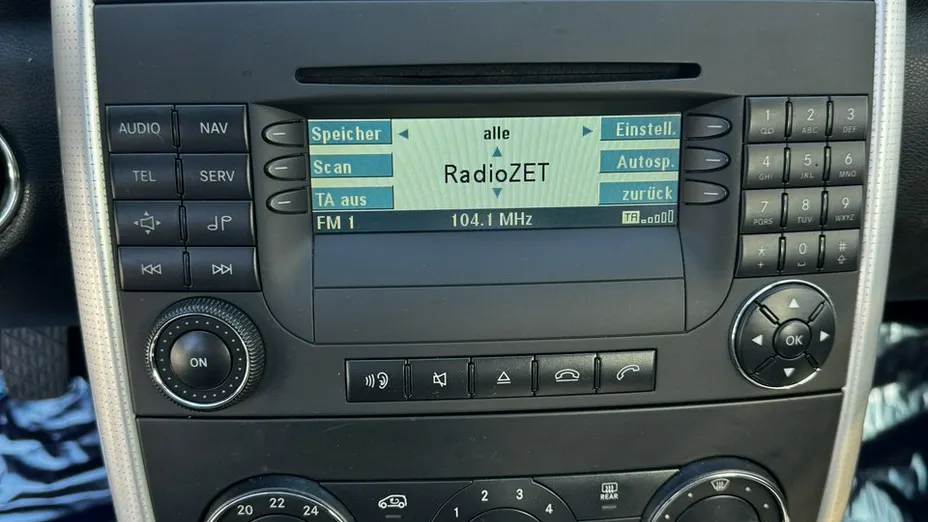 AUDIO NAV
TEL SERV
Speicher alle Einstell.
Scan RadioZET Autosp.
TA aus zurück
FM 1 104.1 MHz TA
1 2 ABC 3 DEF
4 GHI 5 JKL 6 MNO
7 PQRS 8 TUV 9 WXYZ
* + 0 #
ON
OK
20 22 24
1 2 3 4
REAR